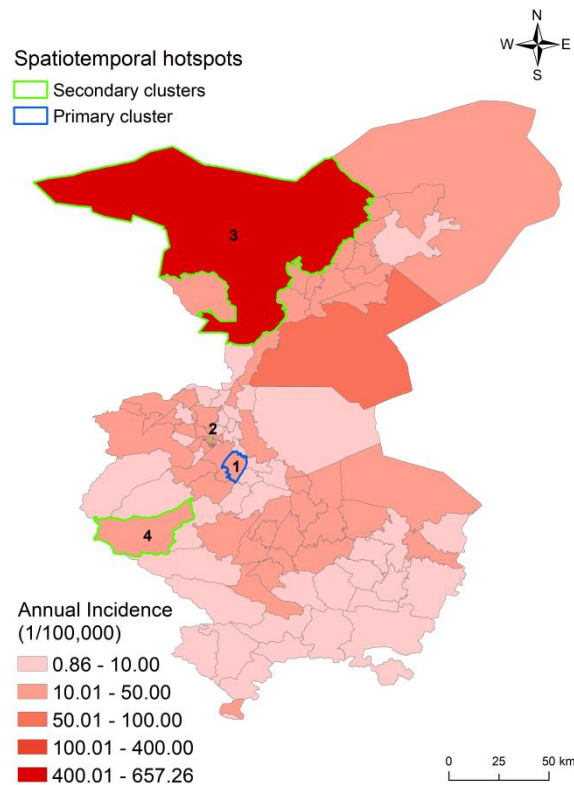 N
W E
S
Spatiotemporal hotspots
Secondary clusters
Primary cluster
3
2
1
4
Annual Incidence
(1/100,000)
0.86 - 10.00
10.01 - 50.00
50.01 - 100.00
100.01 - 400.00
400.01 - 657.26
0 25 50 km